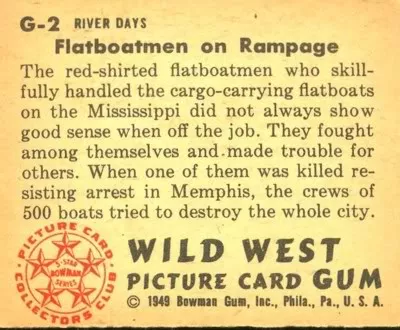 G-2 RIVER DAYS
Flatboatmen on Rampage
The red-shirted flatboatmen who skill-
fully handled the cargo-carrying flatboats
on the Mississippi did not always show
good sense when off the job. They fought
among themselves and made trouble for
others. When one of them was killed re-
sisting arrest in Memphis, the crews of
500 boats tried to destroy the whole city.
PICTURE CARD
COLLECTORS CLUB
5-STAR
BOWMAN
SERIES
WILD WEST
PICTURE CARD GUM
© 1949 Bowman Gum, Inc., Phila., Pa., U. S. A.